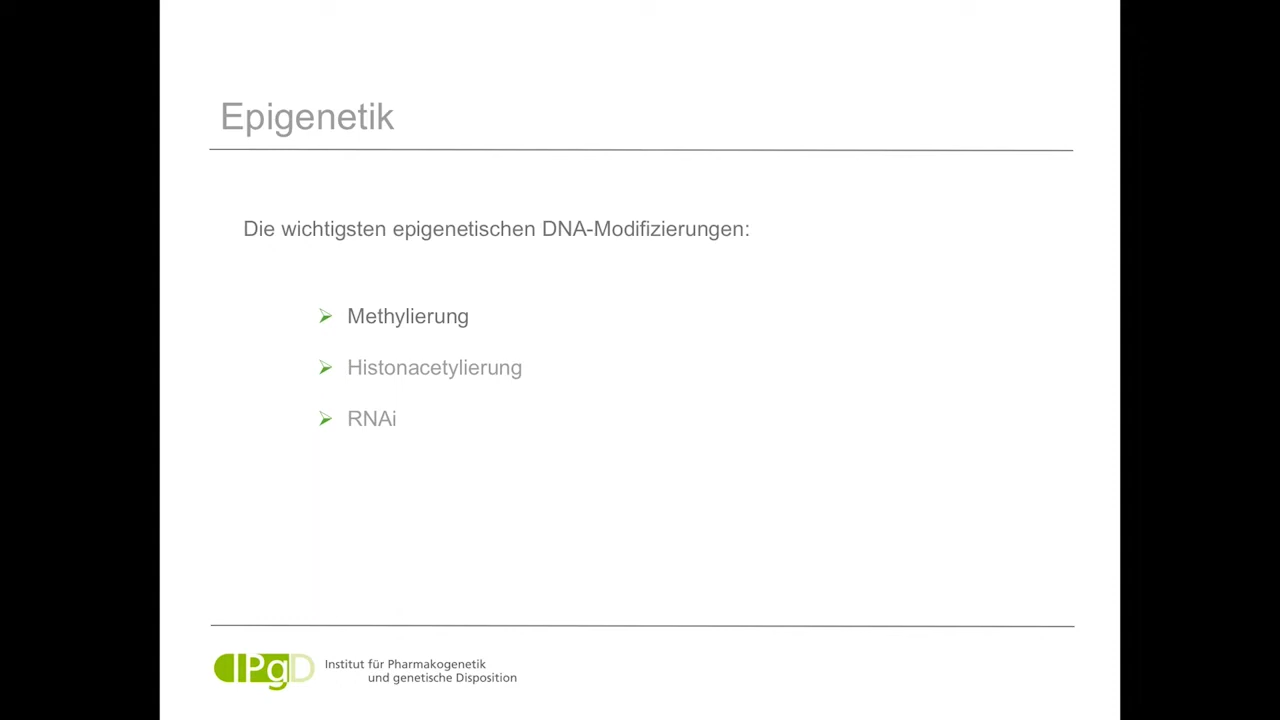 Epigenetik
Die wichtigsten epigenetischen DNA-Modifizierungen:
Methylierung
Histonacetylierung
RNAi
IPgD
Institut für Pharmakogenetik
und genetische Disposition